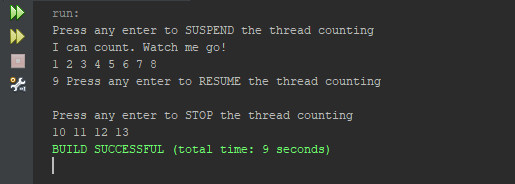 run:
Press any enter to SUSPEND the thread counting
I can count. Watch me go!
1 2 3 4 5 6 7 8
9 Press any enter to RESUME the thread counting
Press any enter to STOP the thread counting
10 11 12 13
BUILD SUCCESSFUL (total time: 9 seconds)